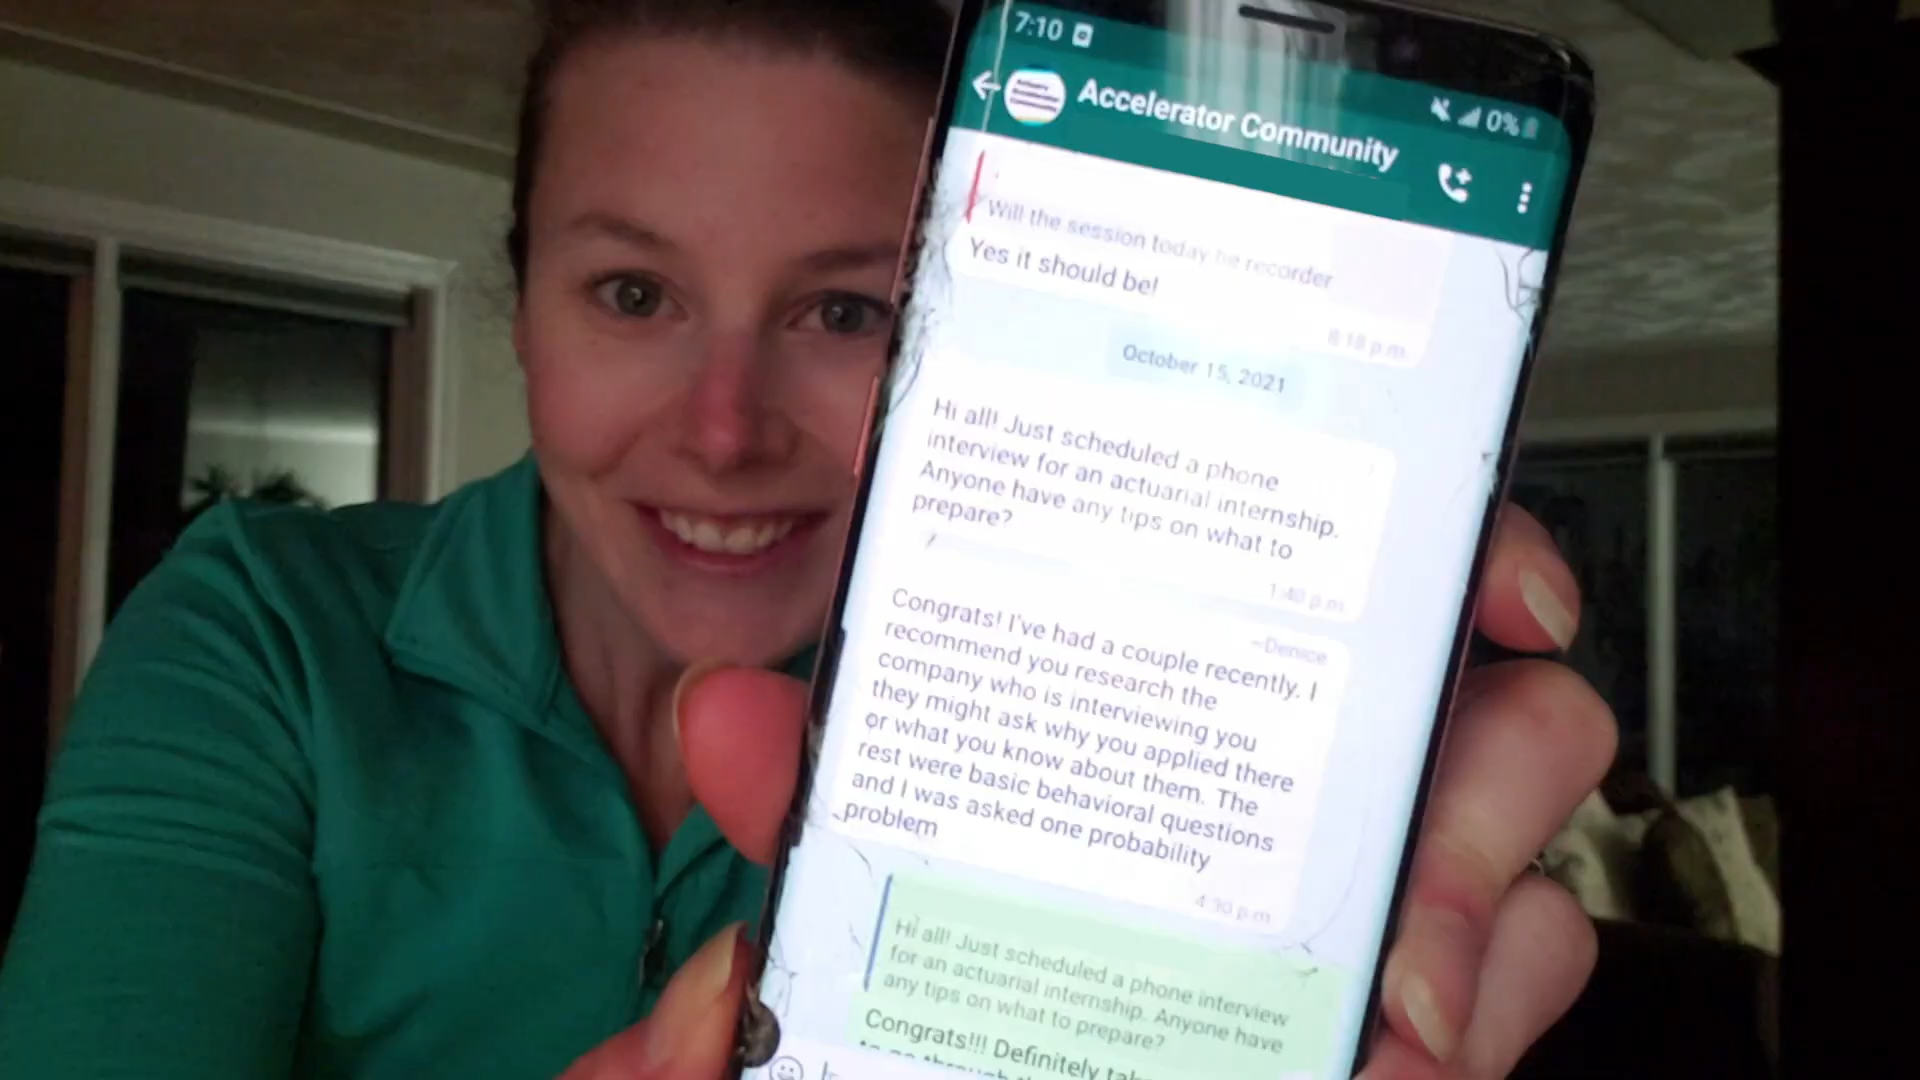 7:10
0%
Accelerator Community
Will the session today be recorder
Yes it should be!
8:18 p.m.
October 15, 2021
Hi all! Just scheduled a phone
interview for an actuarial internship.
Anyone have any tips on what to
prepare?
1:40 p.m.
~Denice
Congrats! I've had a couple recently. I
recommend you research the
company who is interviewing you
they might ask why you applied there
or what you know about them. The
rest were basic behavioral questions
and I was asked one probability
problem
4:30 p.m.
Hi all! Just scheduled a phone interview
for an actuarial internship. Anyone have
any tips on what to prepare?
Congrats!!! Definitely